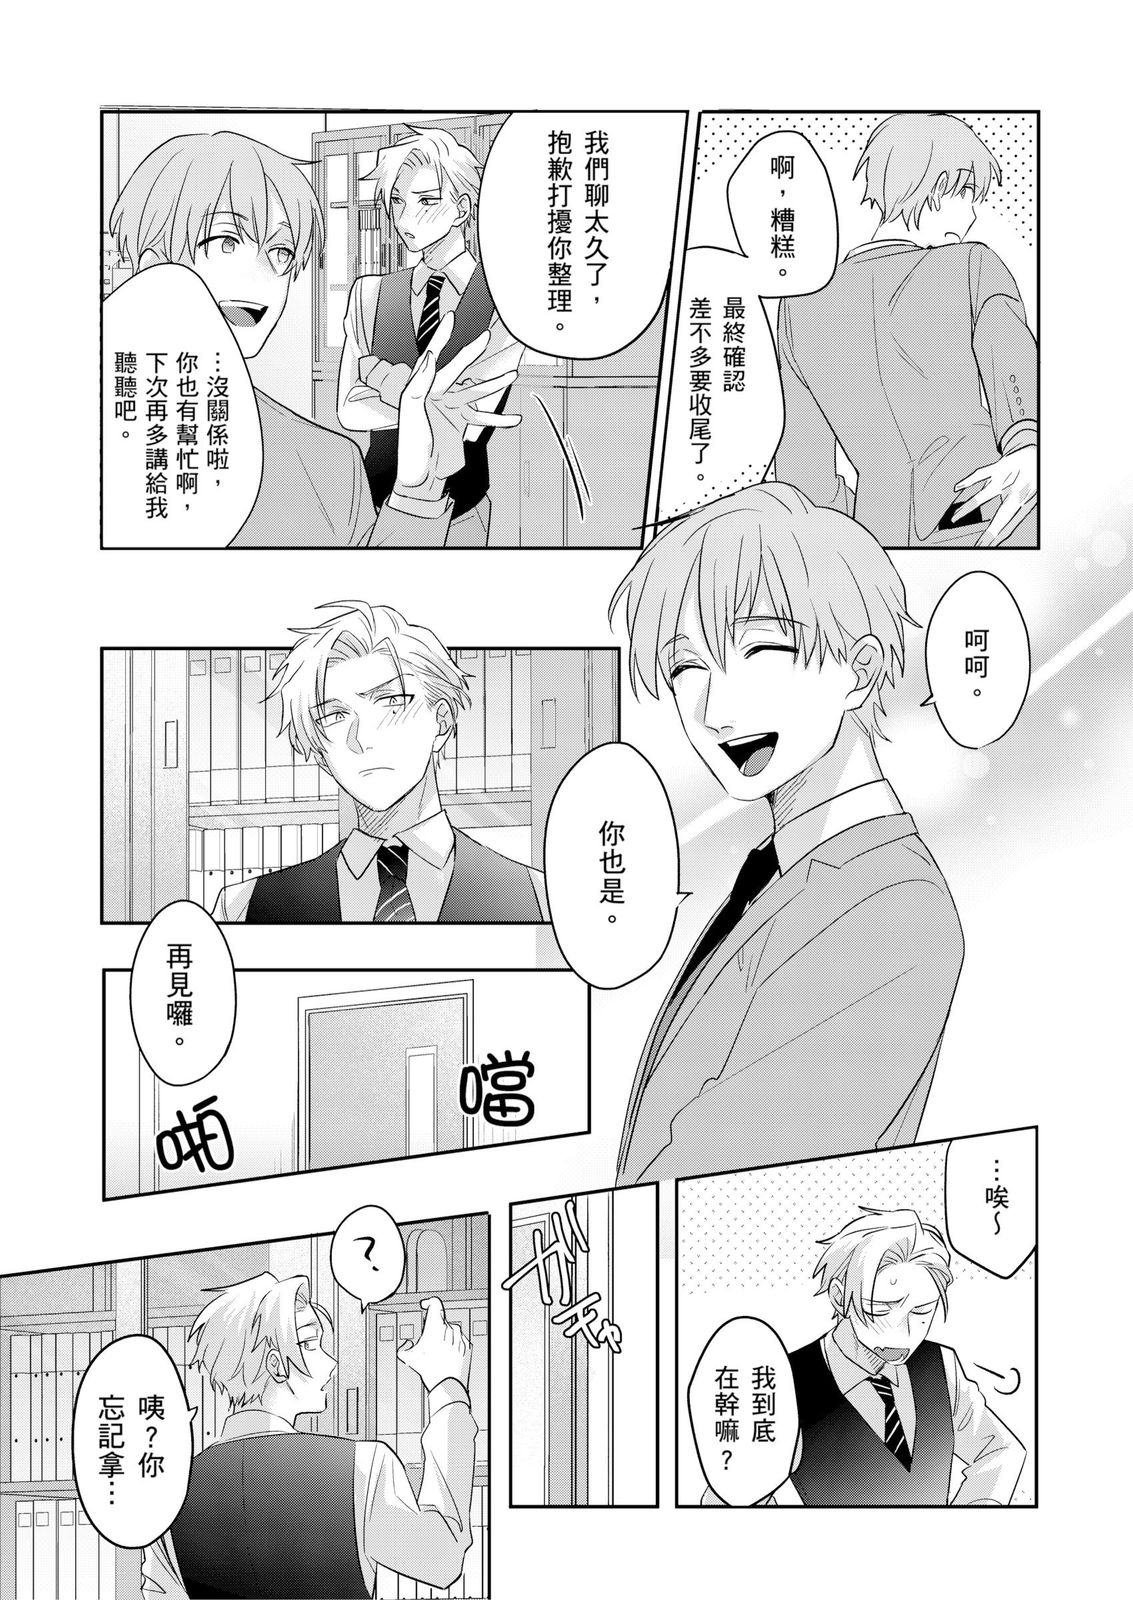 啊，糟糕。
最終確認
差不多要收尾了。
我們聊太久了，
抱歉打擾你整理。
…沒關係啦，
你也有幫忙啊，
下次再多講給我
聽聽吧。
呵呵。
你也是。
再見囉。
啪
噹
…唉～
我到底
在幹嘛？
ガチャ
？
咦？你
忘記拿…